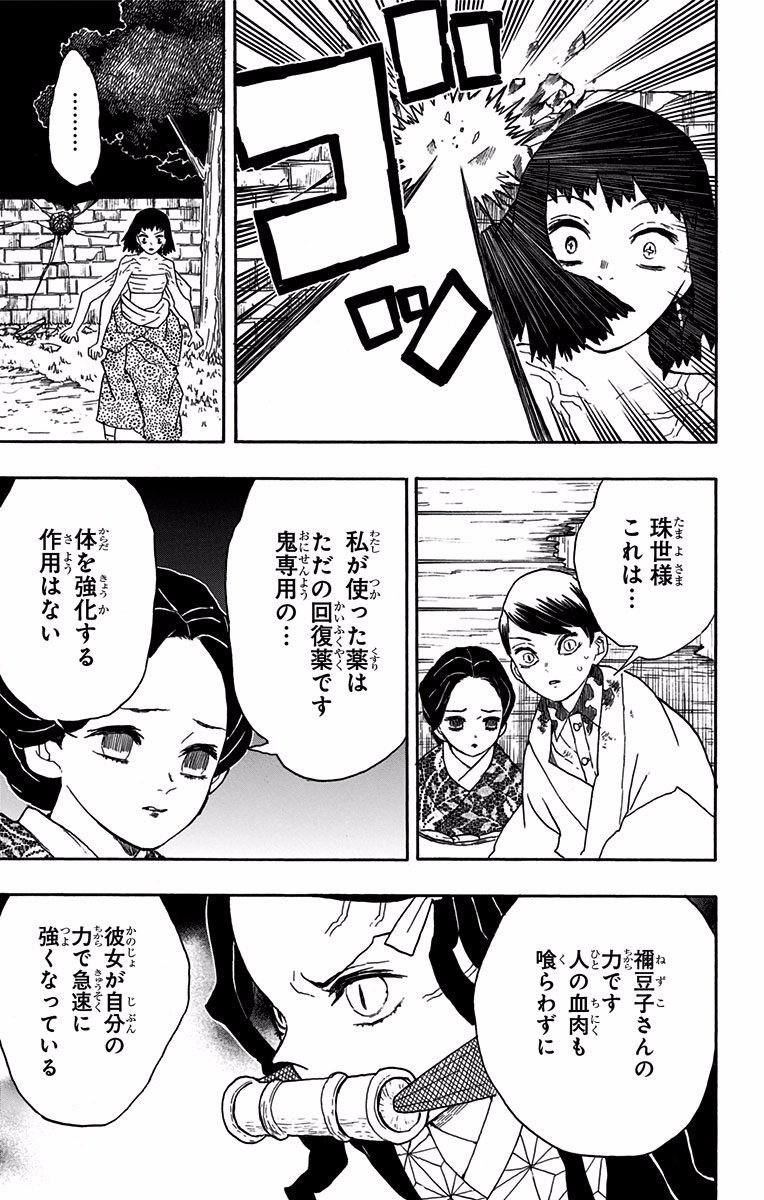 ゴッ
ゴッ
………
珠世様
これは…
私が使った薬は
ただの回復薬です
鬼専用の…
体を強化する
作用はない
禰豆子さんの
力です
人の血肉も
喰らわずに
彼女が自分の
力で急速に
強くなっている